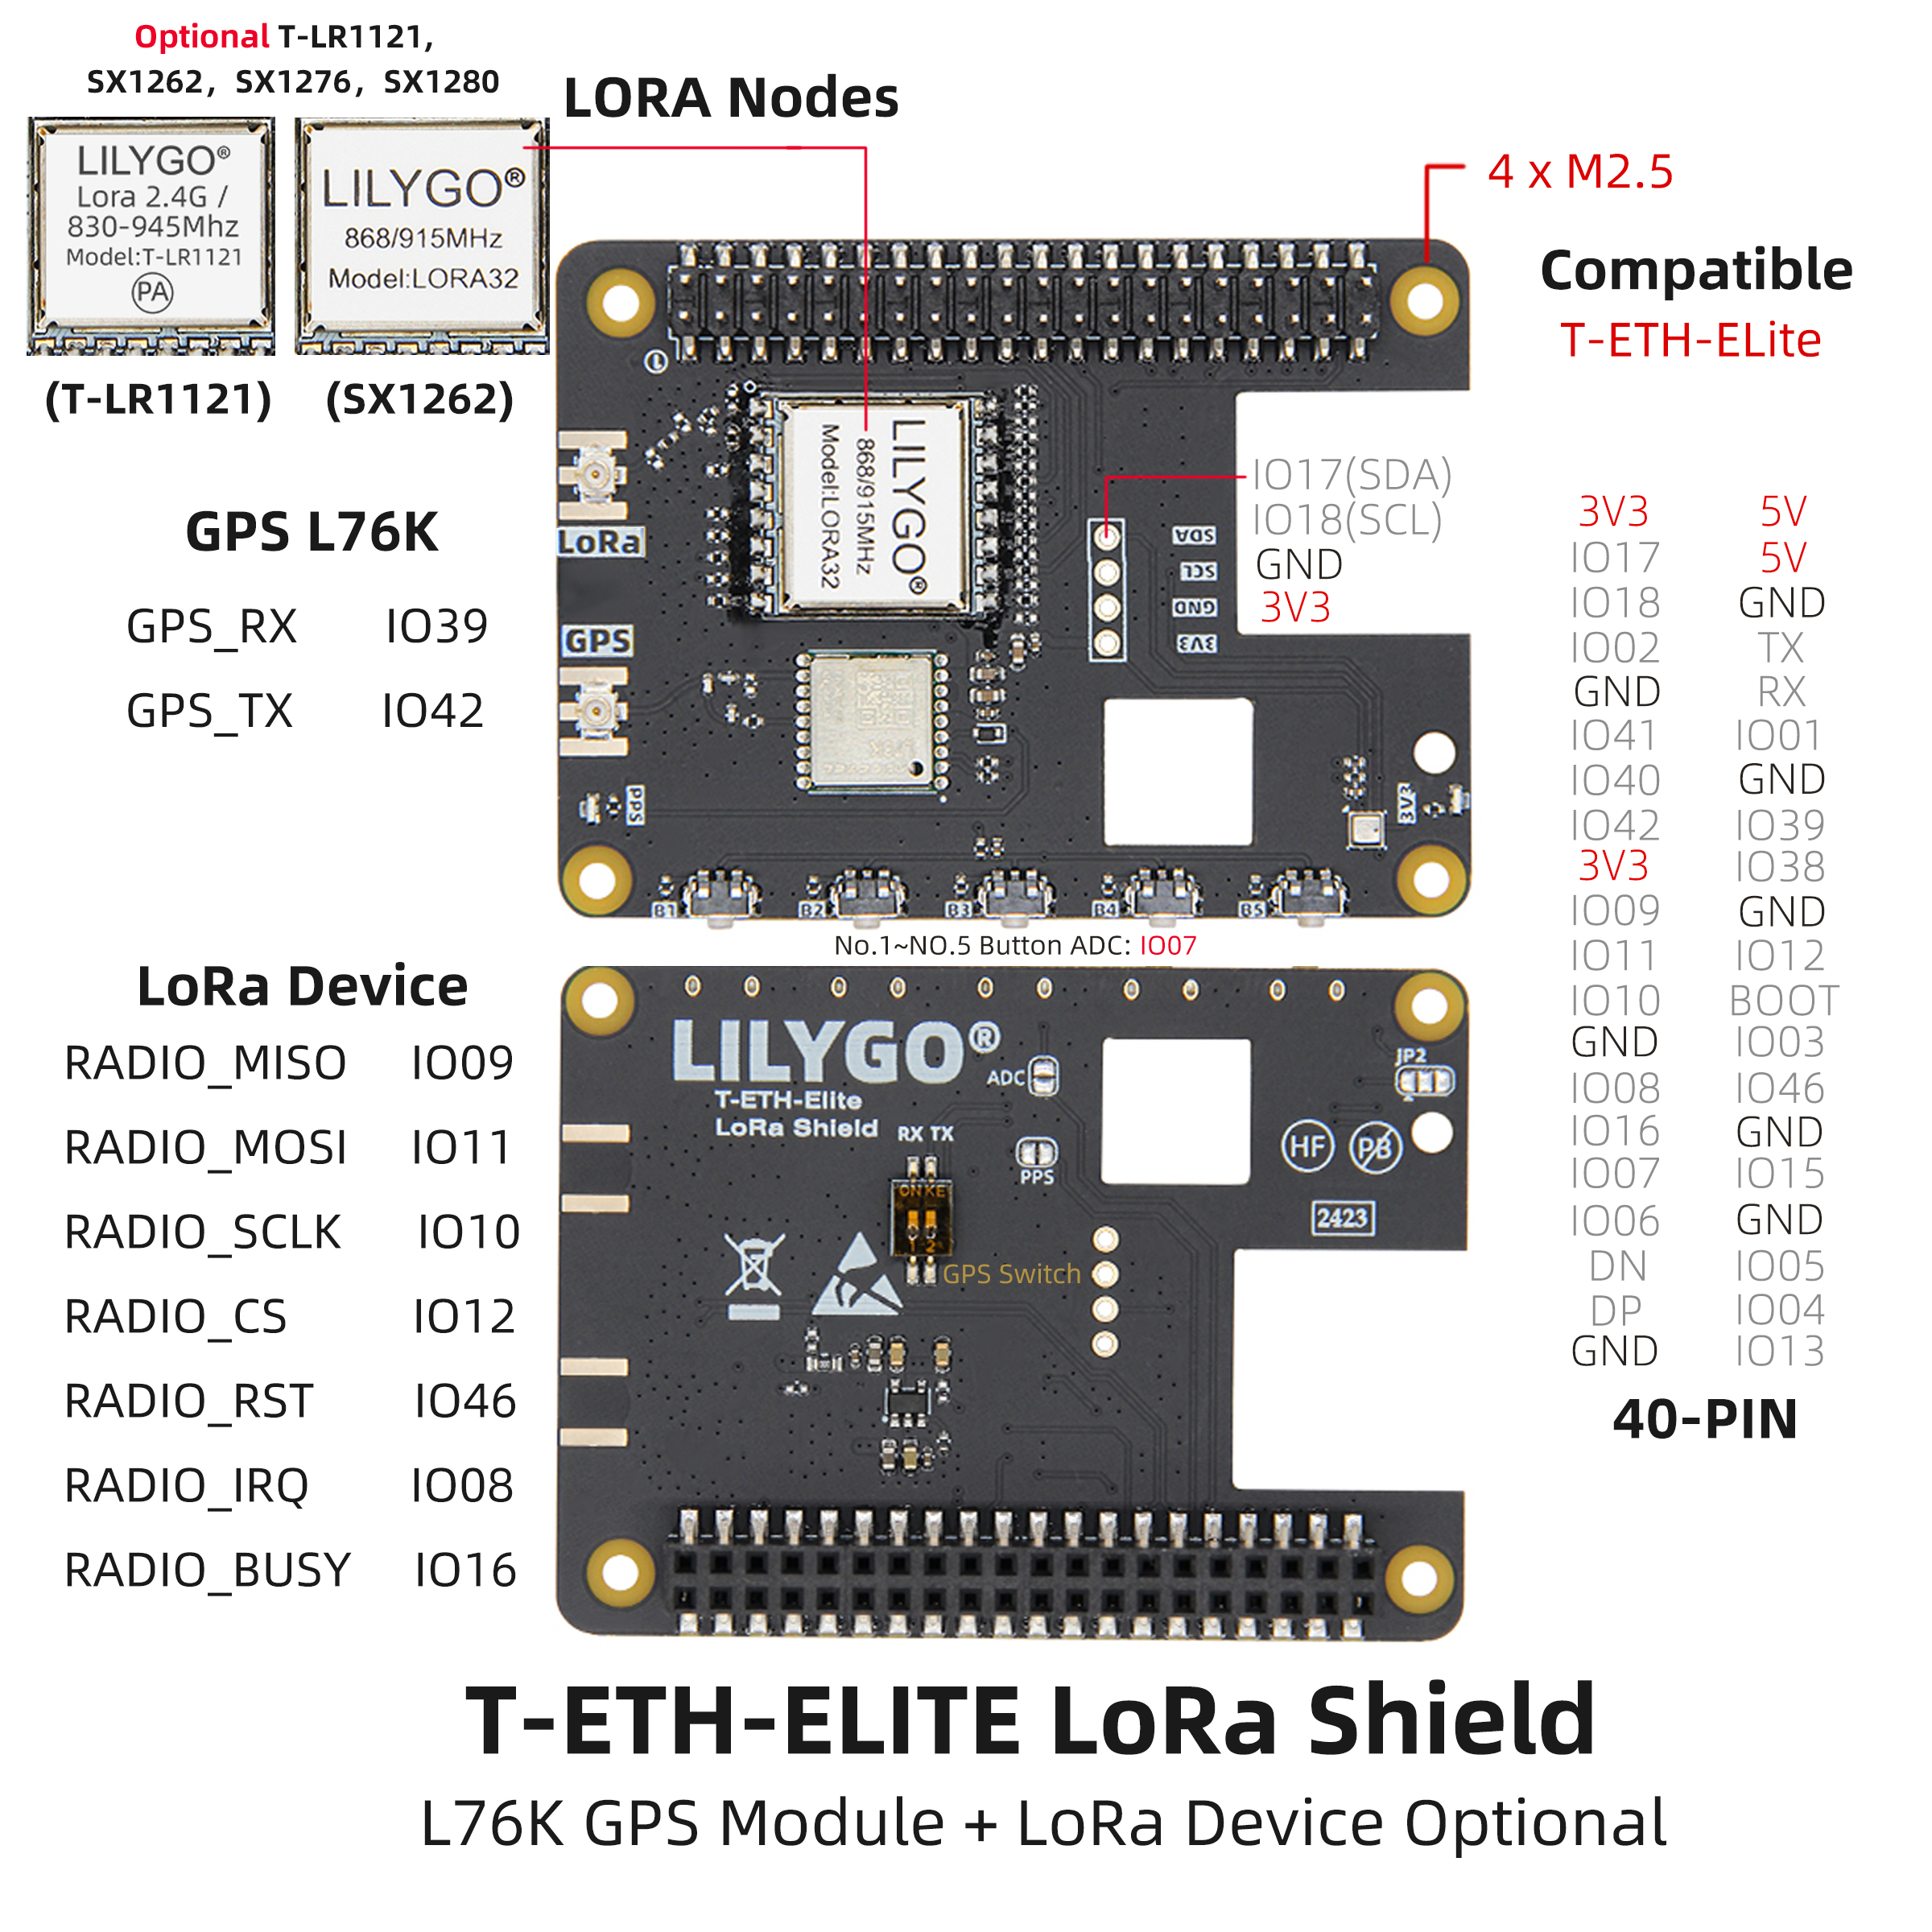 Optional T-LR1121,
SX1262, SX1276, SX1280
LILYGO®
Lora 2.4G /
830-945Mhz
Model:T-LR1121
PA
(T-LR1121)
LILYGO®
868/915MHz
Model:LORA32
(SX1262)
LORA Nodes
4 x M2.5
Compatible
T-ETH-ELite
GPS L76K
GPS_RX IO39
GPS_TX IO42
1
LILYGO®
868/915MHz
Model:LORA32
LoRa
GPS
PPS
SDA
SCL
GND
3V3
IO17(SDA)
IO18(SCL)
GND
3V3
3V3
B1 B2 B3 B4 B5
No.1~NO.5 Button ADC: IO07
3V3 5V
IO17 5V
IO18 GND
IO02 TX
GND RX
IO41 IO01
IO40 GND
IO42 IO39
3V3 IO38
IO09 GND
IO11 IO12
IO10 BOOT
GND IO03
IO08 IO46
IO16 GND
IO07 IO15
IO06 GND
DN IO05
DP IO04
GND IO13
40-PIN
LoRa Device
RADIO_MISO IO09
RADIO_MOSI IO11
RADIO_SCLK IO10
RADIO_CS IO12
RADIO_RST IO46
RADIO_IRQ IO08
RADIO_BUSY IO16
LILYGO®
T-ETH-Elite
LoRa Shield
RX TX
ADC
PPS
JP2
HF
PB
2423
ON KE
1 2
GPS Switch
T-ETH-ELITE LoRa Shield
L76K GPS Module + LoRa Device Optional